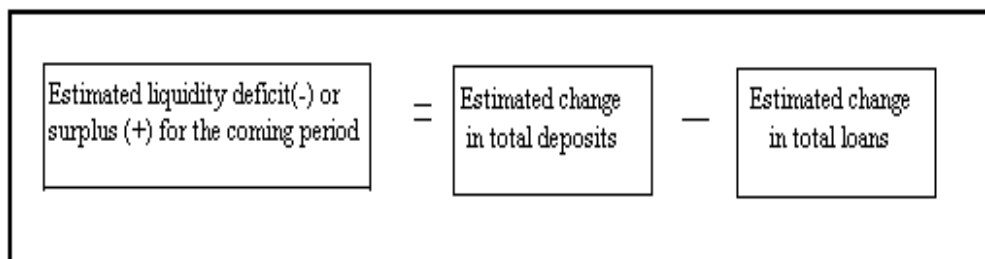 Estimated liquidity deficit(-) or
surplus (+) for the coming period
=
Estimated change
in total deposits
—
Estimated change
in total loans